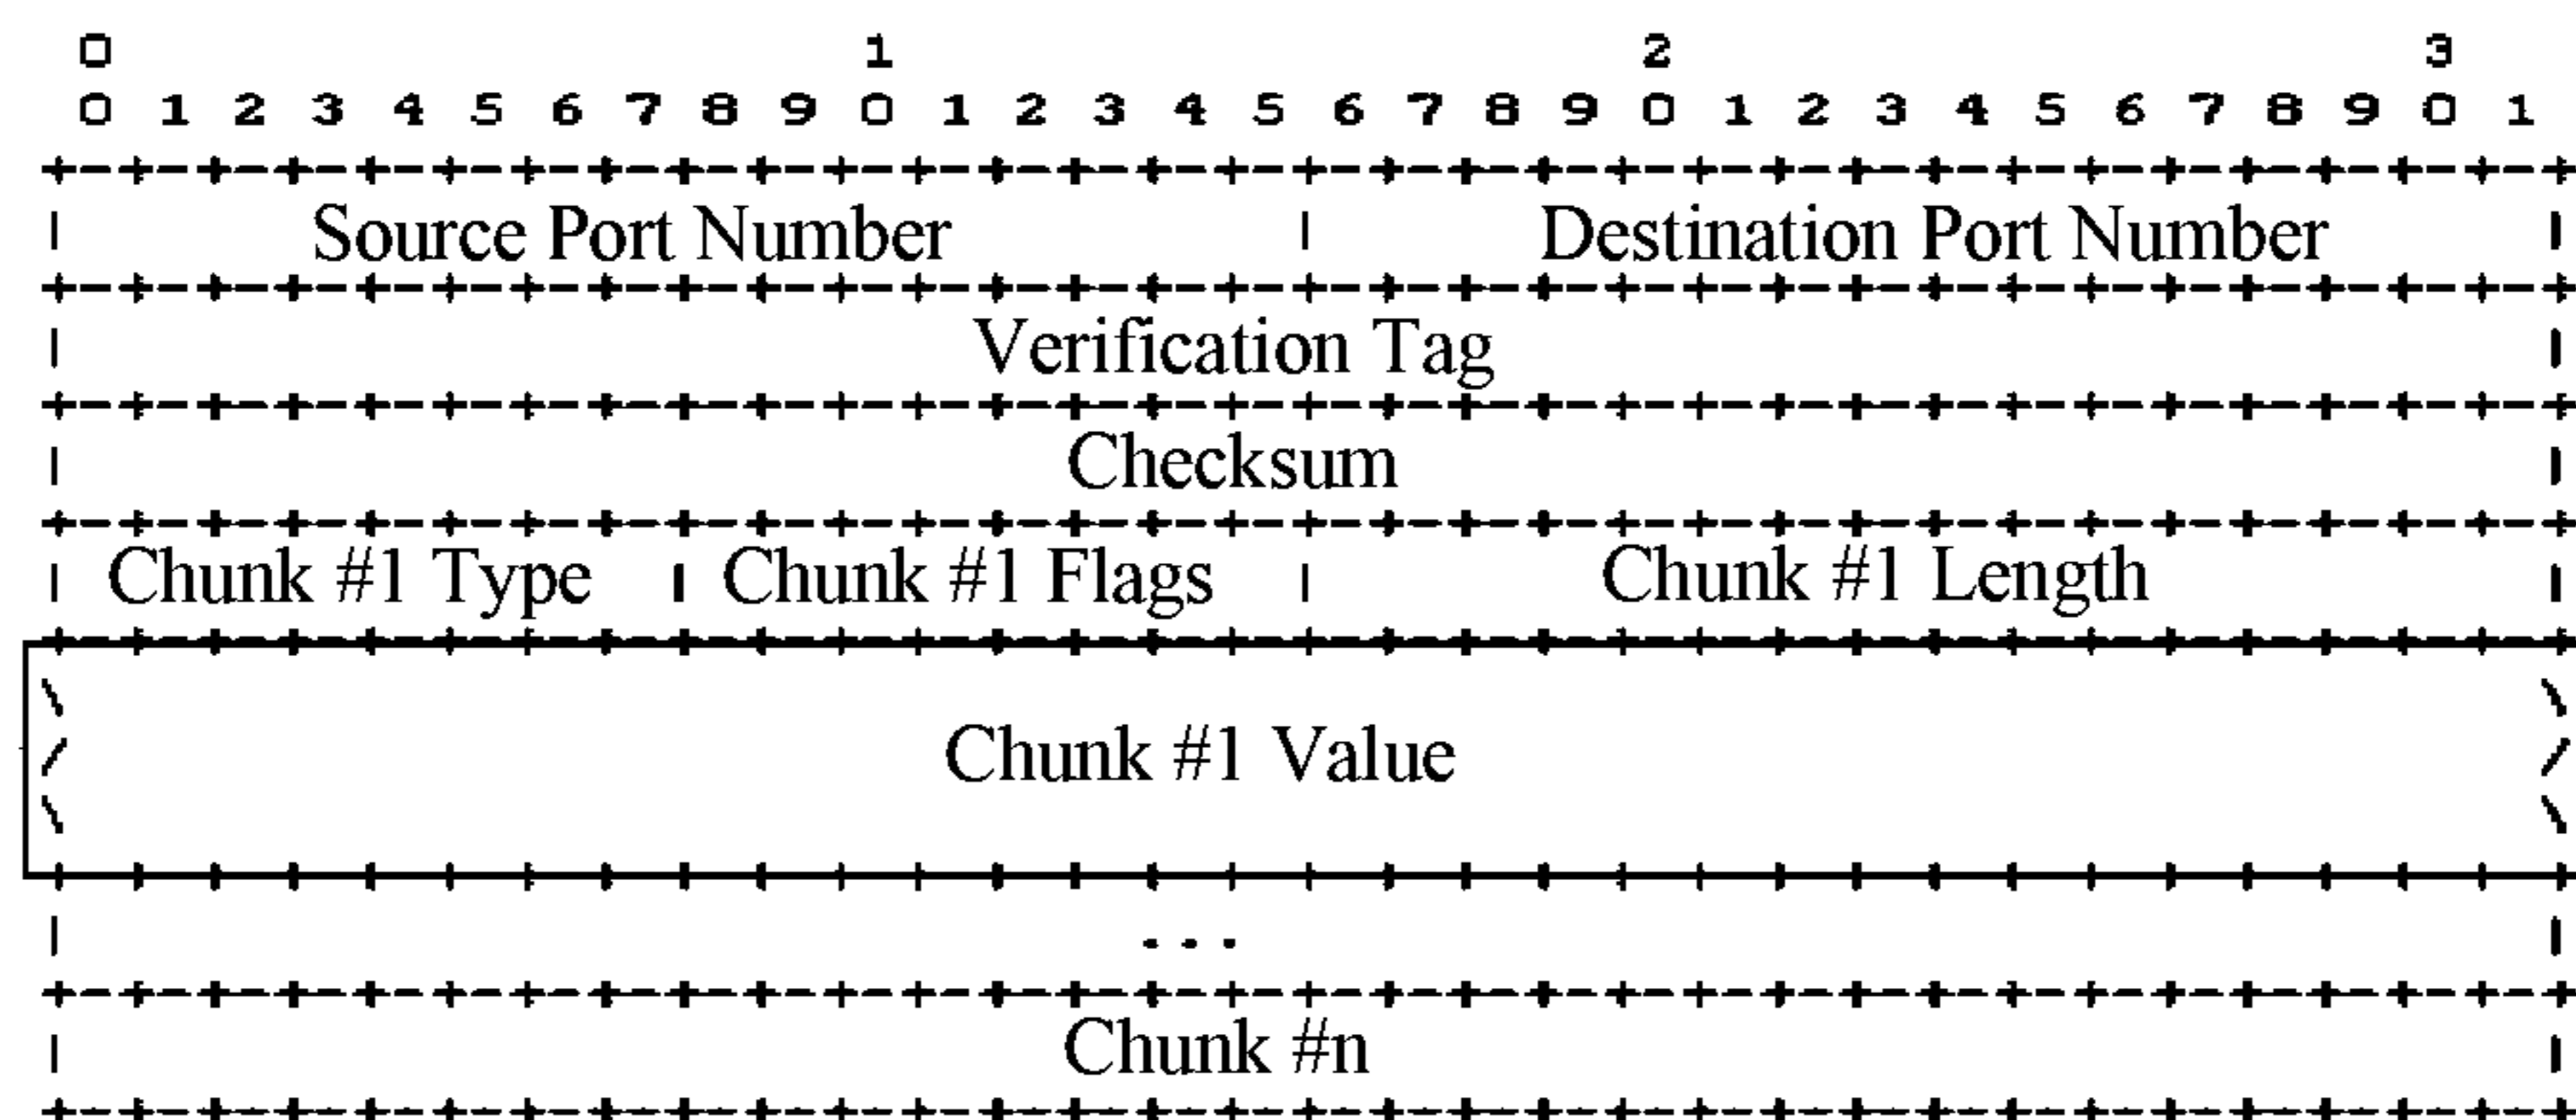 0 1 2 3
0 1 2 3 4 5 6 7 8 9 0 1 2 3 4 5 6 7 8 9 0 1 2 3 4 5 6 7 8 9 0 1
Source Port Number | Destination Port Number
Verification Tag
Checksum
Chunk #1 Type | Chunk #1 Flags | Chunk #1 Length
Chunk #1 Value
...
Chunk #n